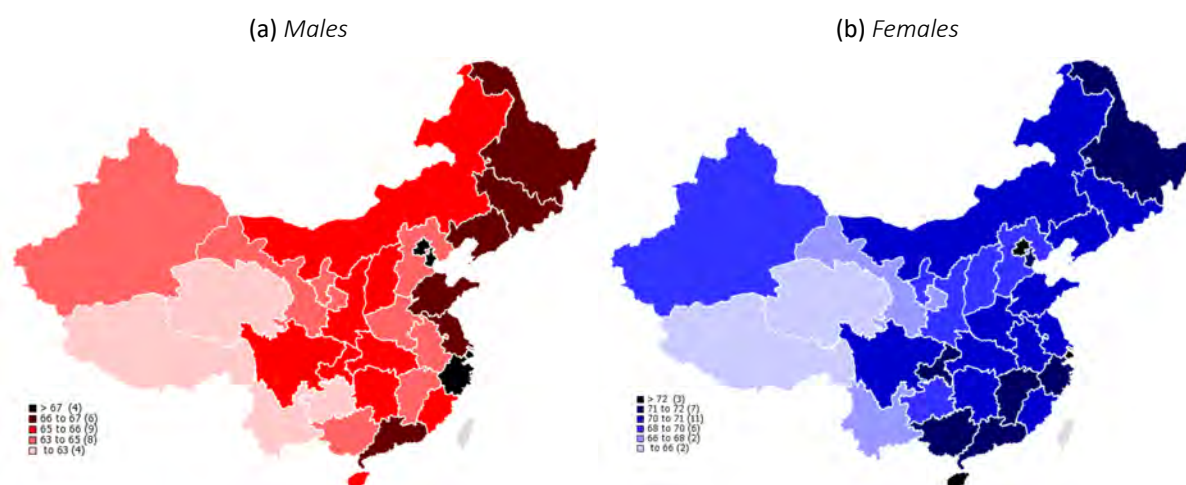 (a) Males
(b) Females
> 67 (4)
66 to 67 (6)
65 to 66 (9)
63 to 65 (8)
to 63 (4)
> 72 (3)
71 to 72 (7)
70 to 71 (11)
68 to 70 (6)
66 to 68 (2)
to 66 (2)